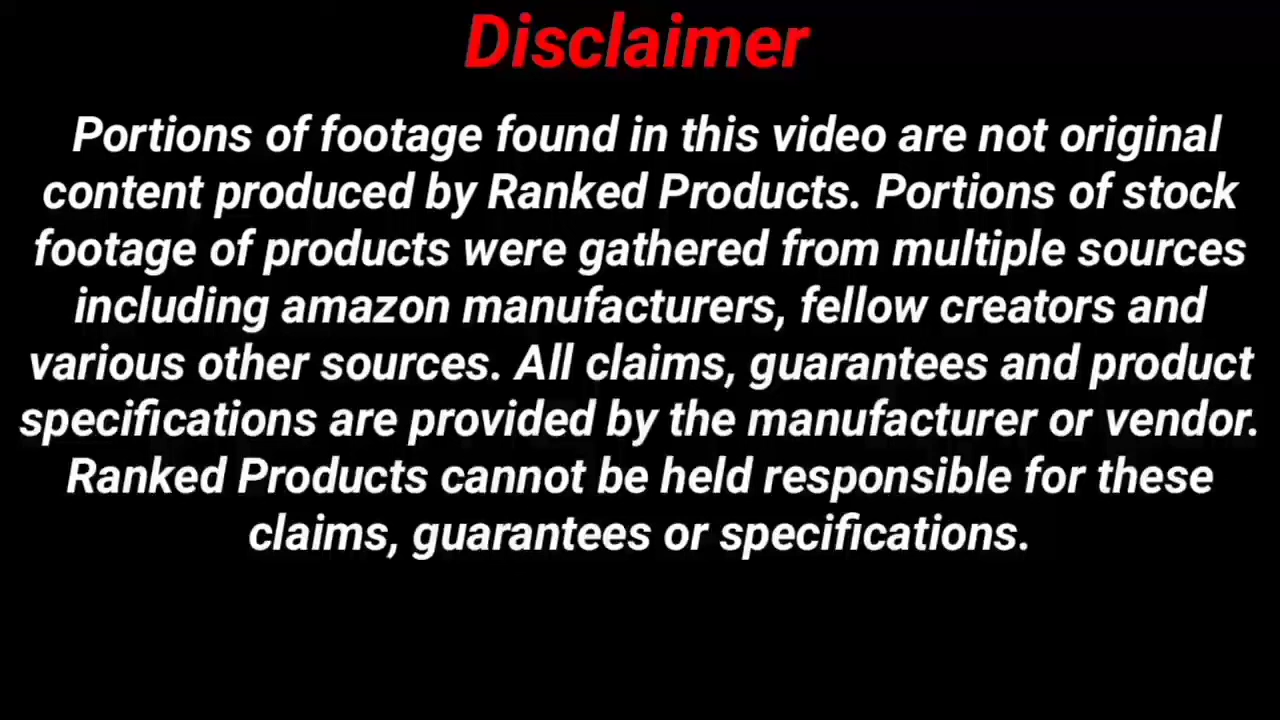 Disclaimer
Portions of footage found in this video are not original
content produced by Ranked Products. Portions of stock
footage of products were gathered from multiple sources
including amazon manufacturers, fellow creators and
various other sources. All claims, guarantees and product
specifications are provided by the manufacturer or vendor.
Ranked Products cannot be held responsible for these
claims, guarantees or specifications.